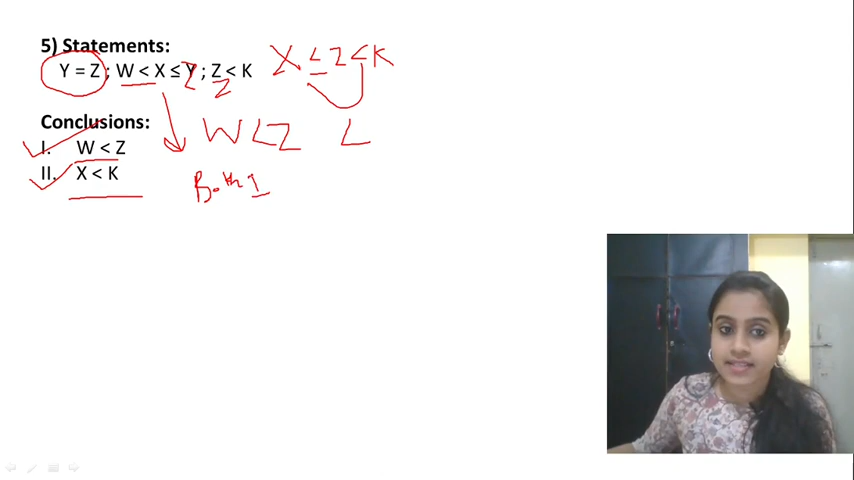 5) Statements:
Y = Z ; W < X ≤ Y ; Z < K
Z
Z
X ≤ Z < K
Conclusions:
W < Z
<
I. W < Z
II. X < K
Both I